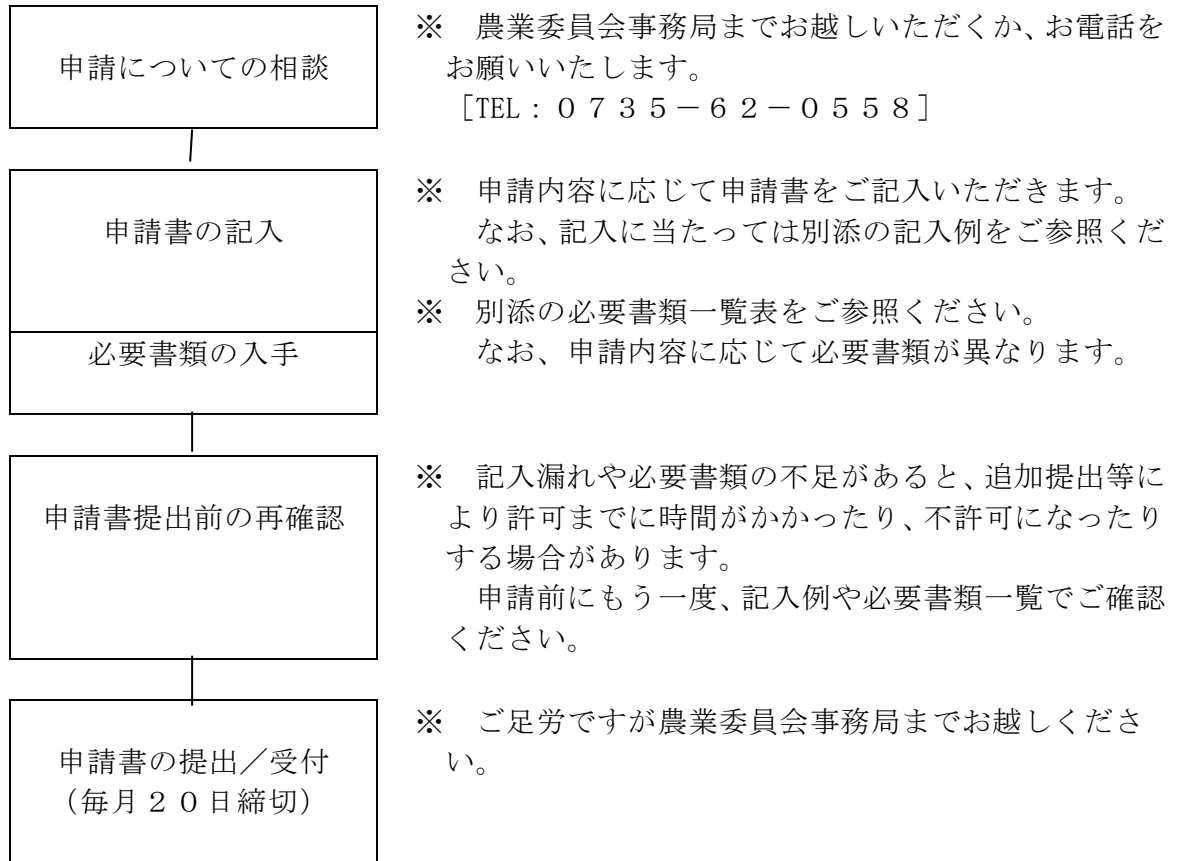 申請についての相談
※　農業委員会事務局までお越しいただくか、お電話を
お願いいたします。
［TEL：０７３５－６２－０５５８］
申請書の記入
※　申請内容に応じて申請書をご記入いただきます。
なお、記入に当たっては別添の記入例をご参照くだ
さい。
必要書類の入手
※　別添の必要書類一覧表をご参照ください。
なお、申請内容に応じて必要書類が異なります。
申請書提出前の再確認
※　記入漏れや必要書類の不足があると、追加提出等に
より許可までに時間がかかったり、不許可になったり
する場合があります。
申請前にもう一度、記入例や必要書類一覧でご確認
ください。
申請書の提出／受付
（毎月２０日締切）
※　ご足労ですが農業委員会事務局までお越しくださ
い。